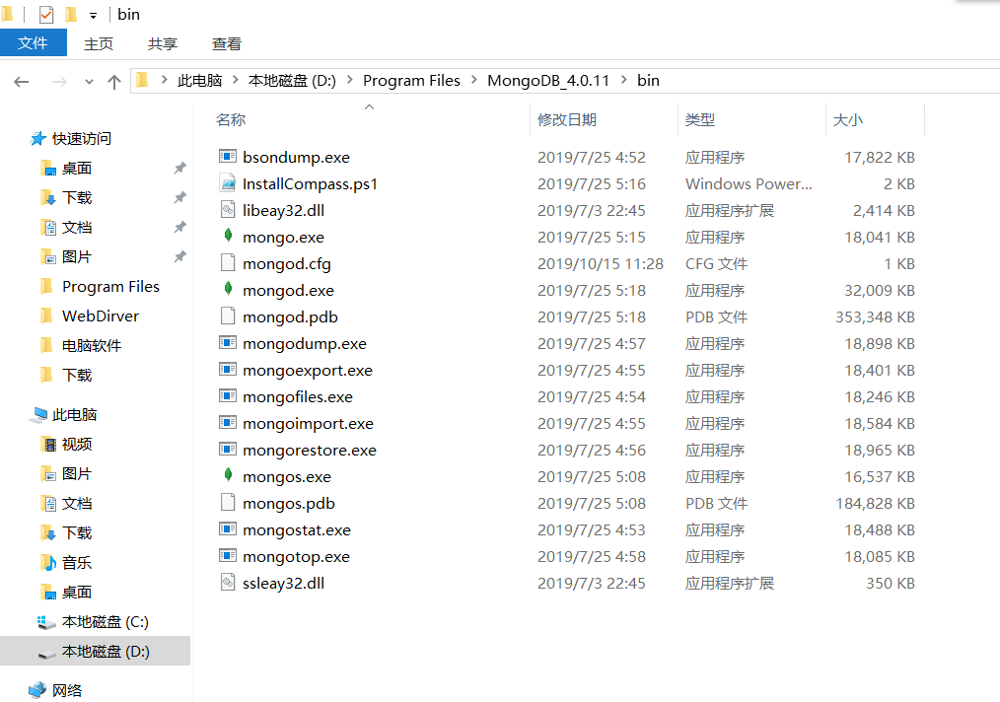 bin
文件 主页 共享 查看
此电脑 本地磁盘 (D:) Program Files MongoDB_4.0.11 bin
快速访问
桌面
下载
文档
图片
Program Files
WebDirver
电脑软件
下载
此电脑
视频
图片
文档
下载
音乐
桌面
本地磁盘 (C:)
本地磁盘 (D:)
网络
名称 修改日期 类型 大小
bsondump.exe 2019/7/25 4:52 应用程序 17,822 KB
InstallCompass.ps1 2019/7/25 5:16 Windows Power... 2 KB
libeay32.dll 2019/7/3 22:45 应用程序扩展 2,414 KB
mongo.exe 2019/7/25 5:15 应用程序 18,041 KB
mongod.cfg 2019/10/15 11:28 CFG 文件 1 KB
mongod.exe 2019/7/25 5:18 应用程序 32,009 KB
mongod.pdb 2019/7/25 5:18 PDB 文件 353,348 KB
mongodump.exe 2019/7/25 4:57 应用程序 18,898 KB
mongoexport.exe 2019/7/25 4:55 应用程序 18,401 KB
mongofiles.exe 2019/7/25 4:54 应用程序 18,246 KB
mongoimport.exe 2019/7/25 4:55 应用程序 18,584 KB
mongorestore.exe 2019/7/25 4:56 应用程序 18,965 KB
mongos.exe 2019/7/25 5:08 应用程序 16,537 KB
mongos.pdb 2019/7/25 5:08 PDB 文件 184,828 KB
mongostat.exe 2019/7/25 4:53 应用程序 18,488 KB
mongotop.exe 2019/7/25 4:58 应用程序 18,085 KB
ssleay32.dll 2019/7/3 22:45 应用程序扩展 350 KB